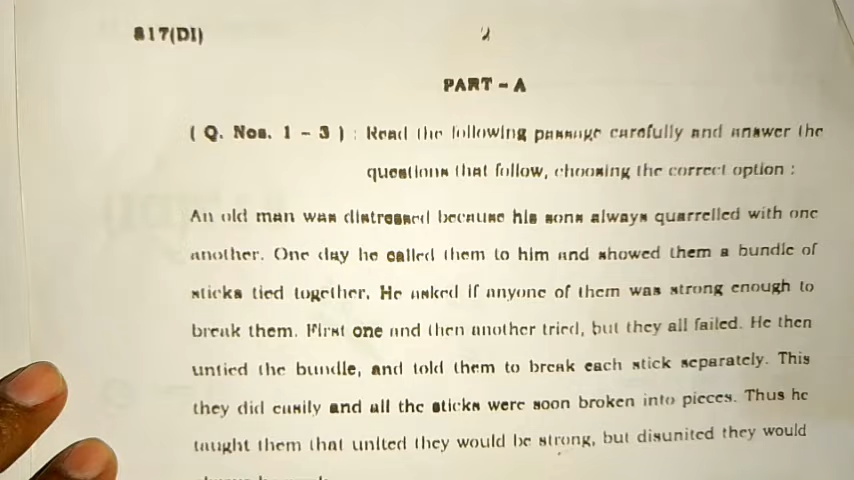 817(DI)
2
PART – A
( Q. Nos. 1 – 3 ) : Read the following passage carefully and answer the
questions that follow, choosing the correct option :
An old man was distressed because his sons always quarrelled with one
another. One day he called them to him and showed them a bundle of
sticks tied together. He asked if anyone of them was strong enough to
break them. First one and then another tried, but they all failed. He then
untied the bundle, and told them to break each stick separately. This
they did easily and all the sticks were soon broken into pieces. Thus he
taught them that united they would be strong, but disunited they would